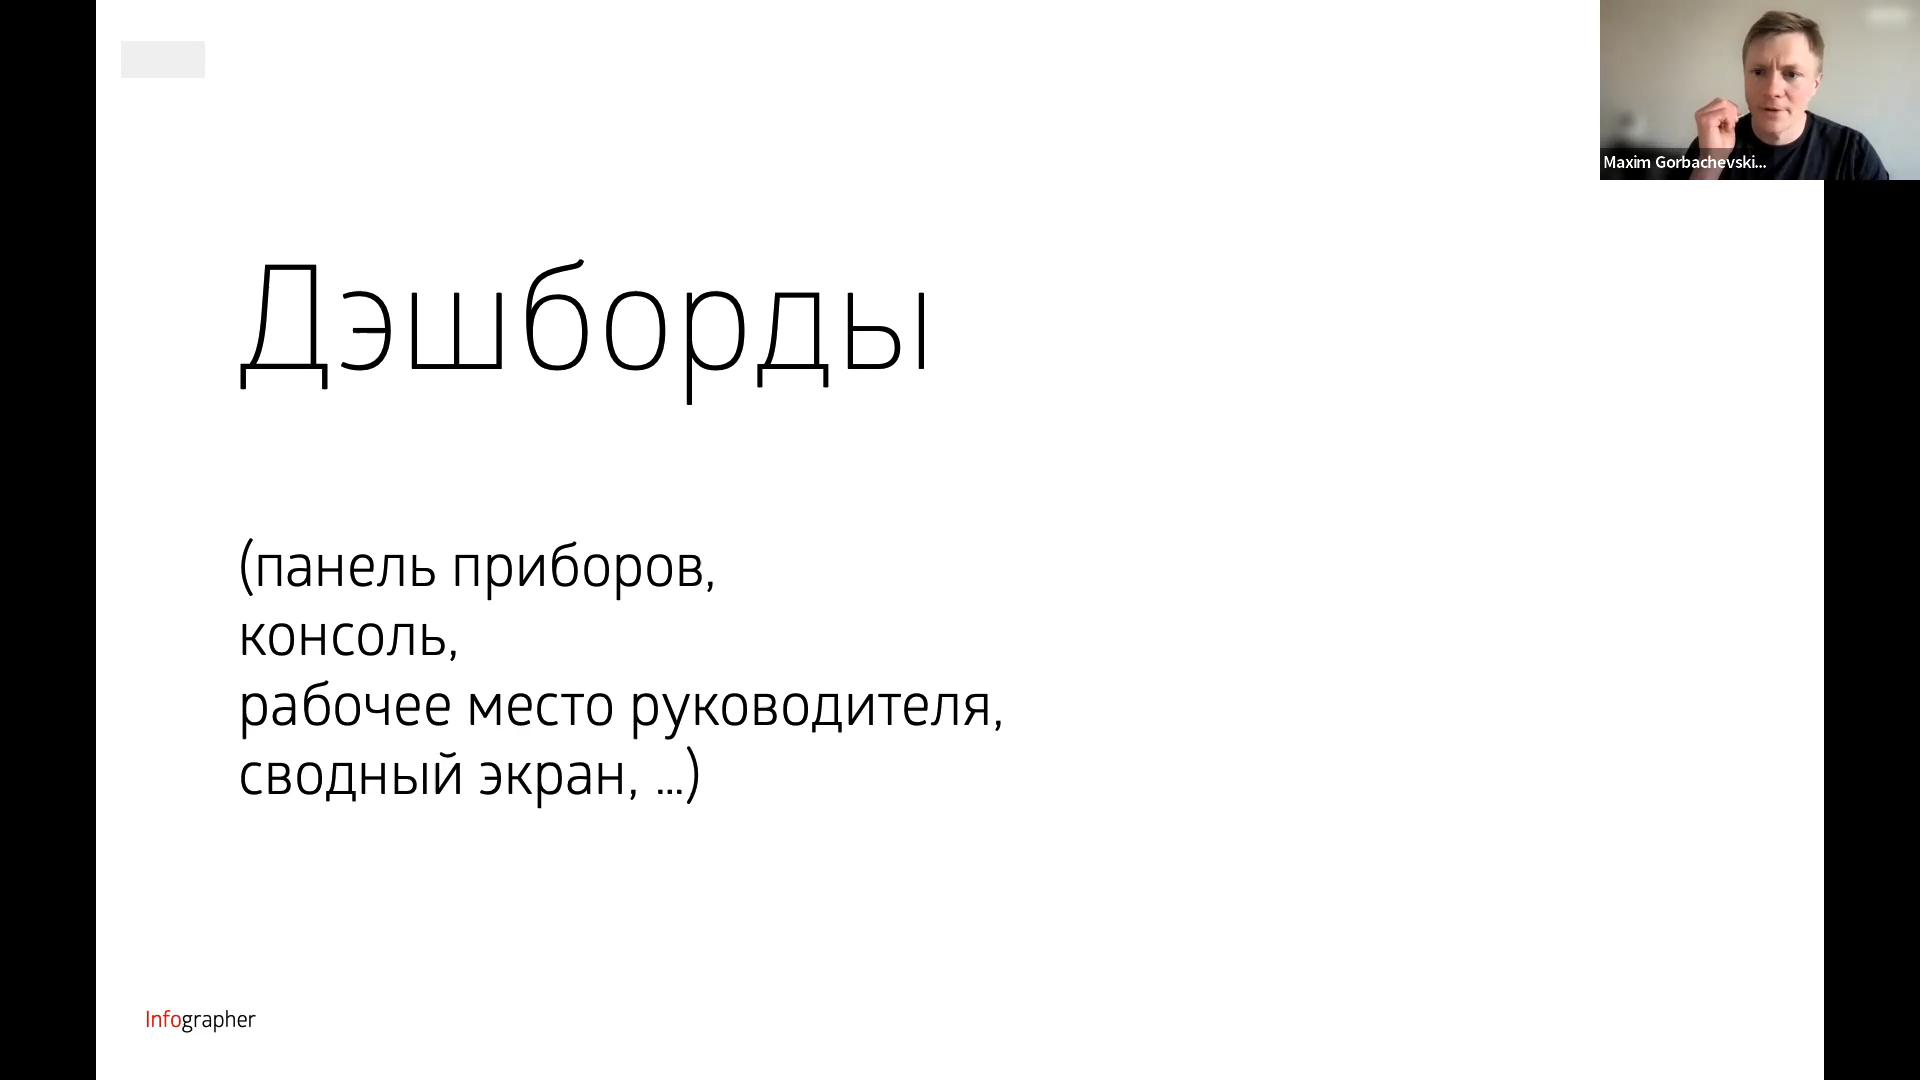 Maxim Gorbachevski...
Дэшборды
(панель приборов,
консоль,
рабочее место руководителя,
сводный экран, ...)
Infographer